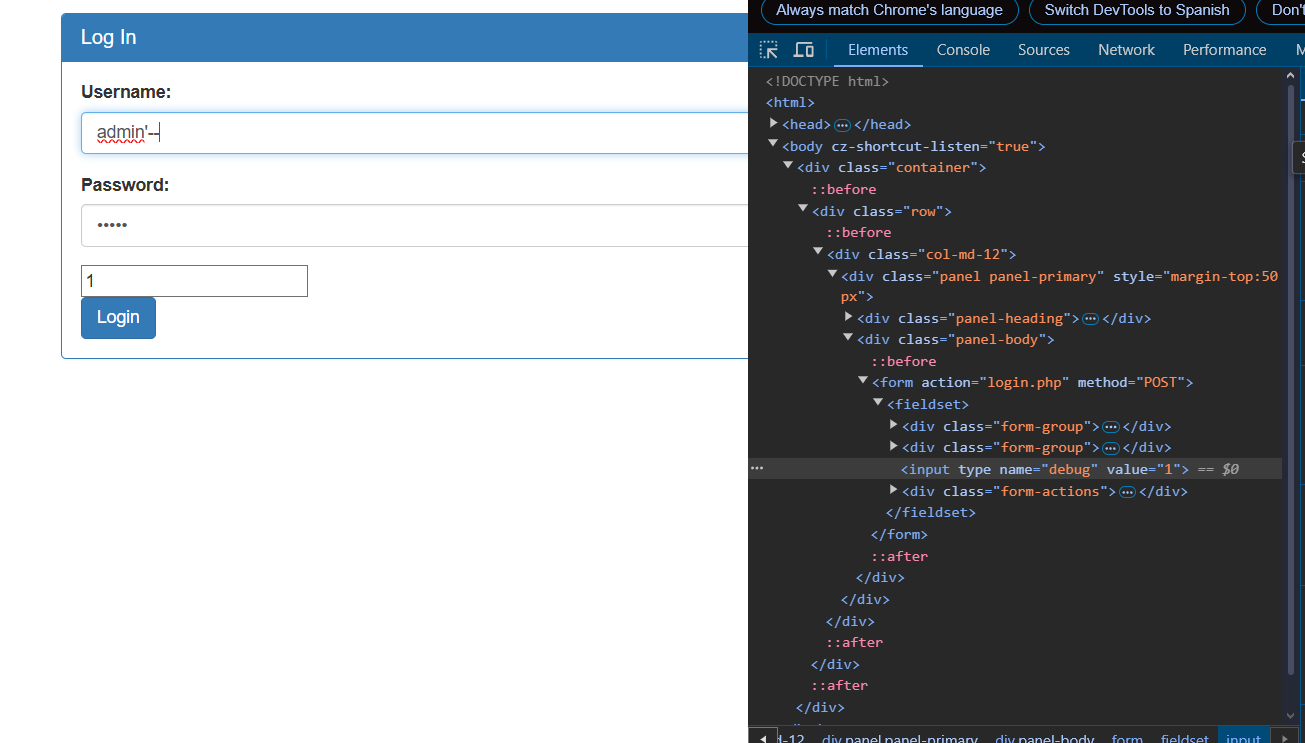 Log In
Username:
admin'--
Password:
•••••
1
Login
Always match Chrome's language
Switch DevTools to Spanish
Don't
Elements
Console
Sources
Network
Performance
M
<!DOCTYPE html>
<html>
<head> ⋯ </head>
<body cz-shortcut-listen="true">
<div class="container">
::before
<div class="row">
::before
<div class="col-md-12">
<div class="panel panel-primary" style="margin-top:50
px">
<div class="panel-heading"> ⋯ </div>
<div class="panel-body">
::before
<form action="login.php" method="POST">
<fieldset>
<div class="form-group"> ⋯ </div>
<div class="form-group"> ⋯ </div>
<input type name="debug" value="1"> == $0
<div class="form-actions"> ⋯ </div>
</fieldset>
</form>
::after
</div>
</div>
</div>
::after
</div>
::after
</div>
l-12 div.panel.panel-primary div.panel-body form fieldset input